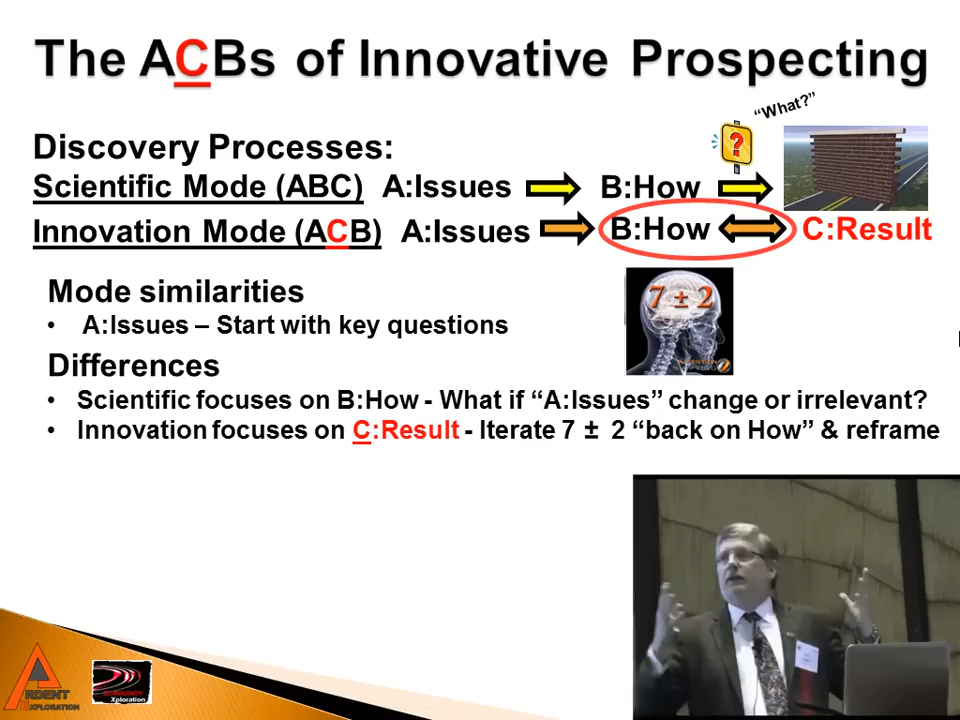 The ACBs of Innovative Prospecting
"What?"
?
Discovery Processes:
Scientific Mode (ABC) A:Issues B:How
Innovation Mode (ACB) A:Issues B:How C:Result
Mode similarities
7 ± 2
• A:Issues – Start with key questions
Differences
• Scientific focuses on B:How - What if “A:Issues” change or irrelevant?
• Innovation focuses on C:Result - Iterate 7 ± 2 “back on How” & reframe
ARDENT
EXPLORATION
BURGUNDY
Xploration